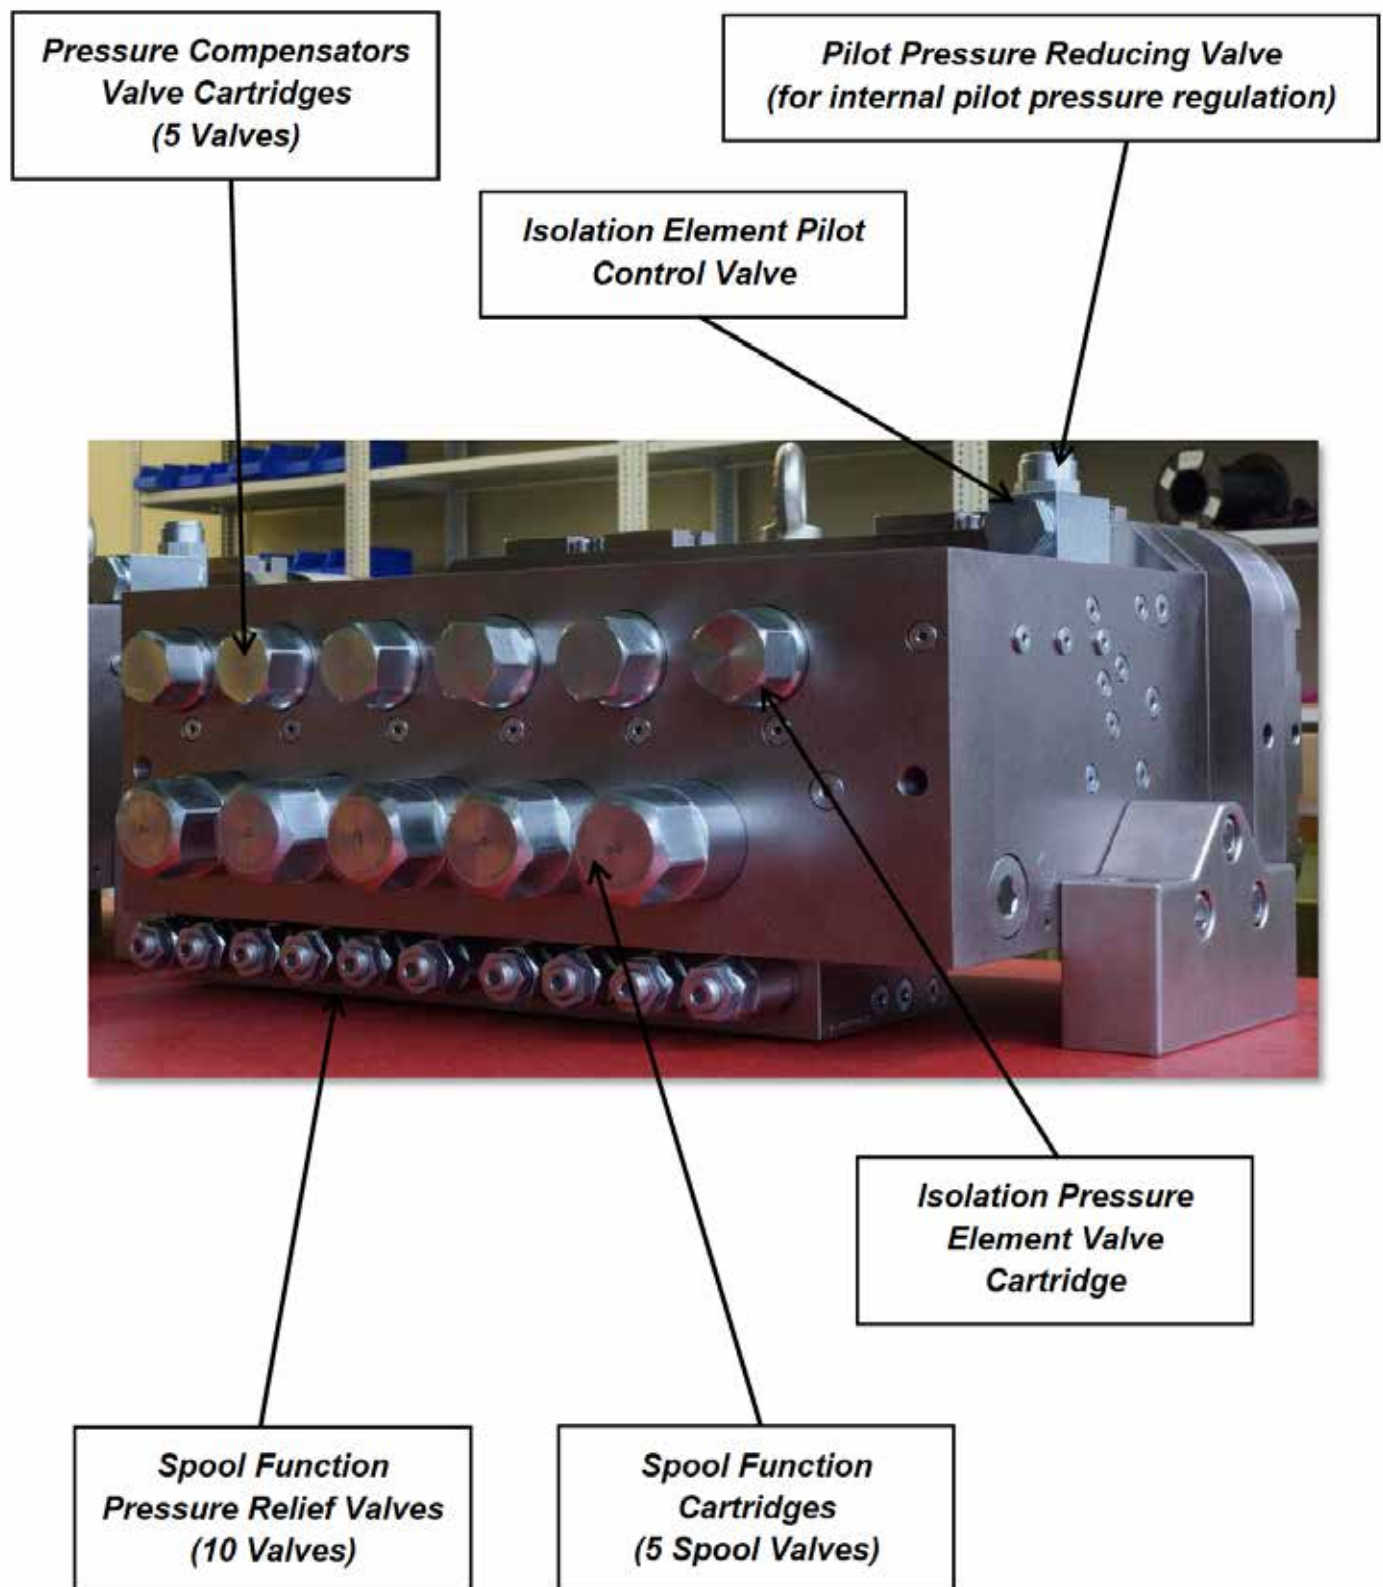 Pressure Compensators
Valve Cartridges
(5 Valves)
Pilot Pressure Reducing Valve
(for internal pilot pressure regulation)
Isolation Element Pilot
Control Valve
Isolation Pressure
Element Valve
Cartridge
Spool Function
Pressure Relief Valves
(10 Valves)
Spool Function
Cartridges
(5 Spool Valves)